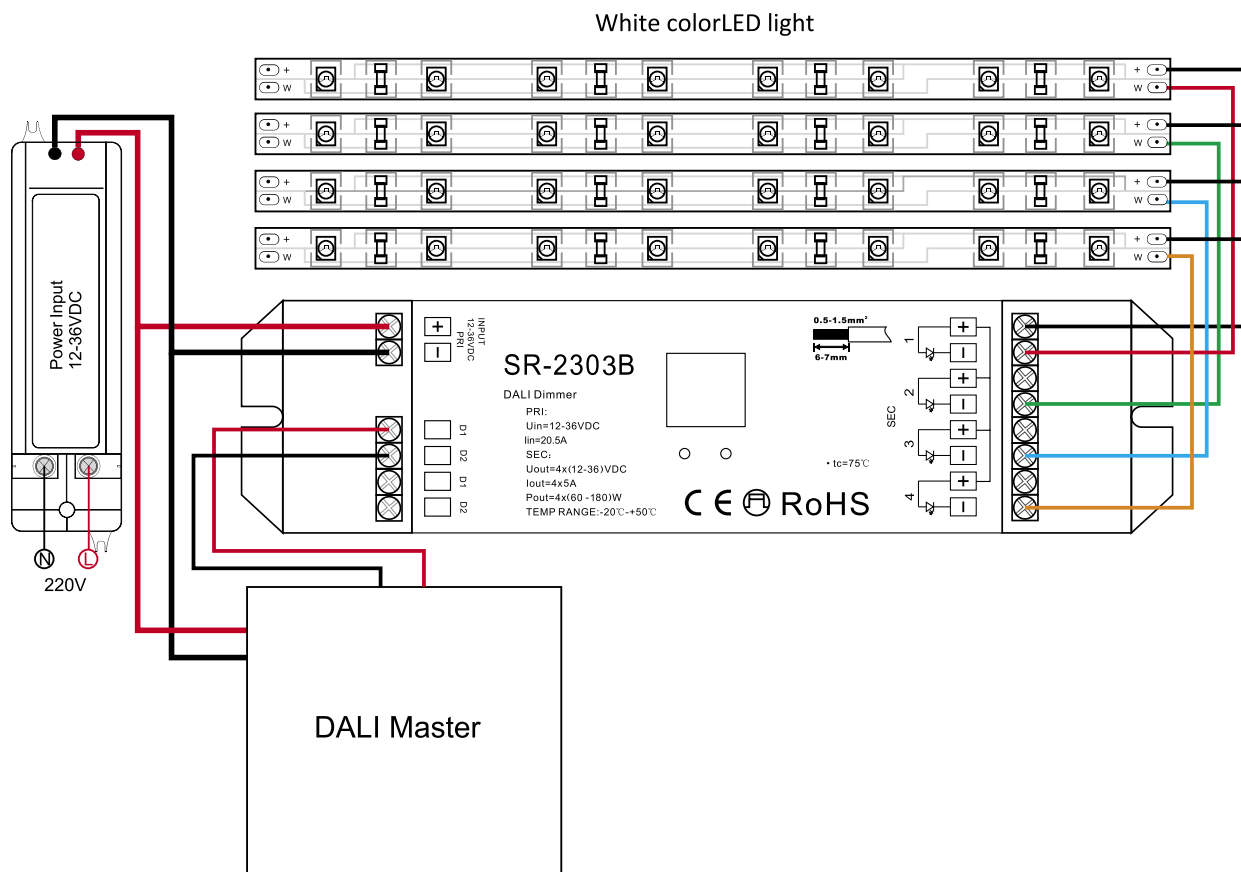 White colorLED light
+ +
W W
+ +
W W
+ +
W W
+ +
W W
Power Input
12-36VDC
N L
220V
+
−
INPUT
12-36VDC
PRI
D1
D2
D1
D2
SR-2303B
DALI Dimmer
PRI:
Uin=12-36VDC
Iin=20.5A
SEC:
Uout=4x(12-36)VDC
Iout=4x5A
Pout=4x(60-180)W
TEMP RANGE:-20℃-+50℃
0.5-1.5mm²
6-7mm
• tc=75℃
CE RoHS
SEC
1 +
−
2 +
−
3 +
−
4 +
−
DALI Master